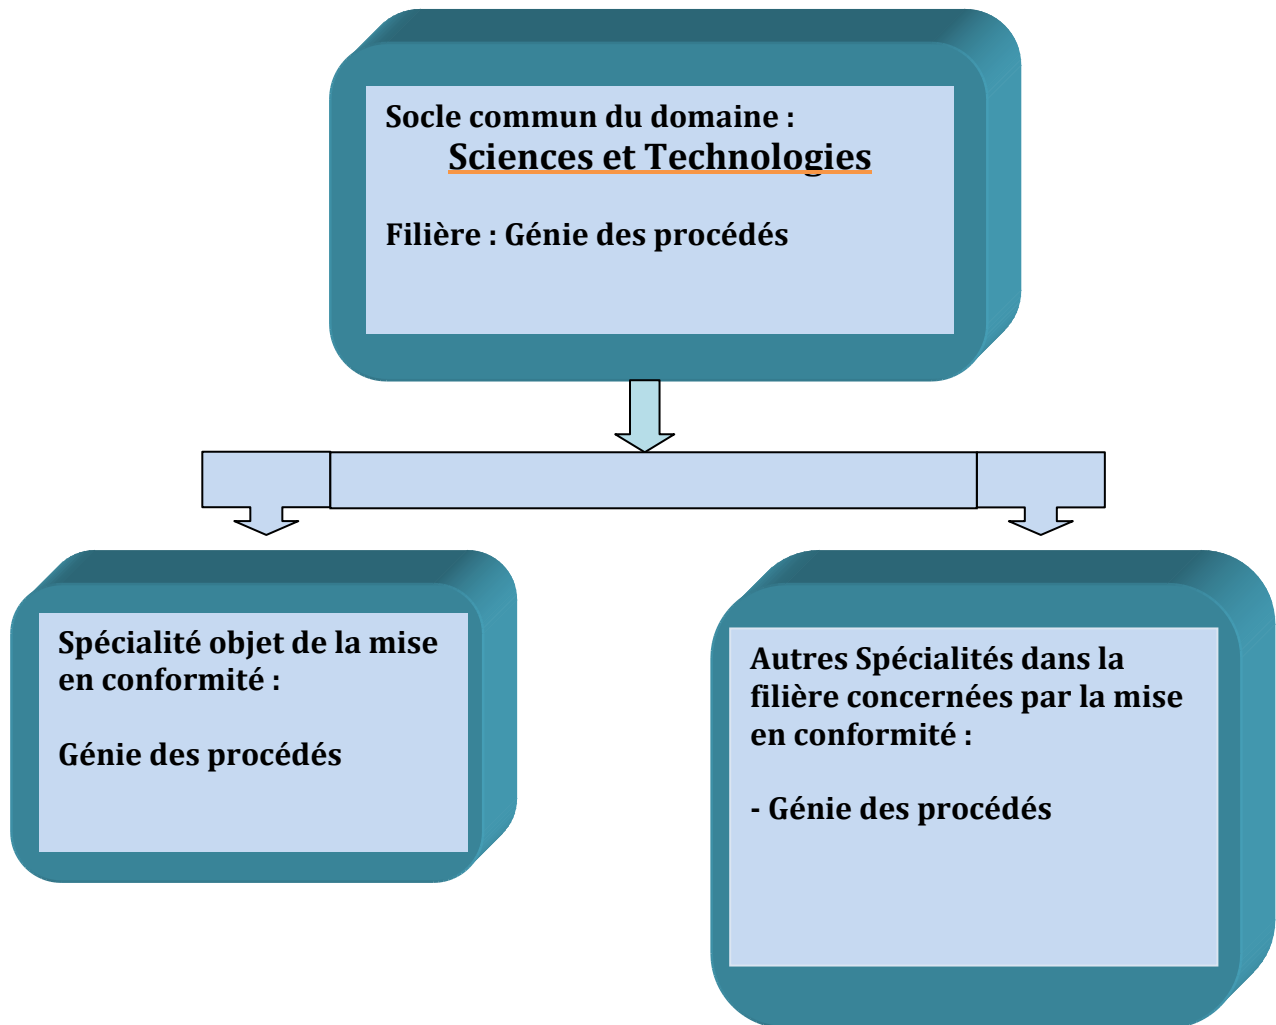 Socle commun du domaine :
Sciences et Technologies
Filière : Génie des procédés
Spécialité objet de la mise
en conformité :
Génie des procédés
Autres Spécialités dans la
filière concernées par la mise
en conformité :
- Génie des procédés